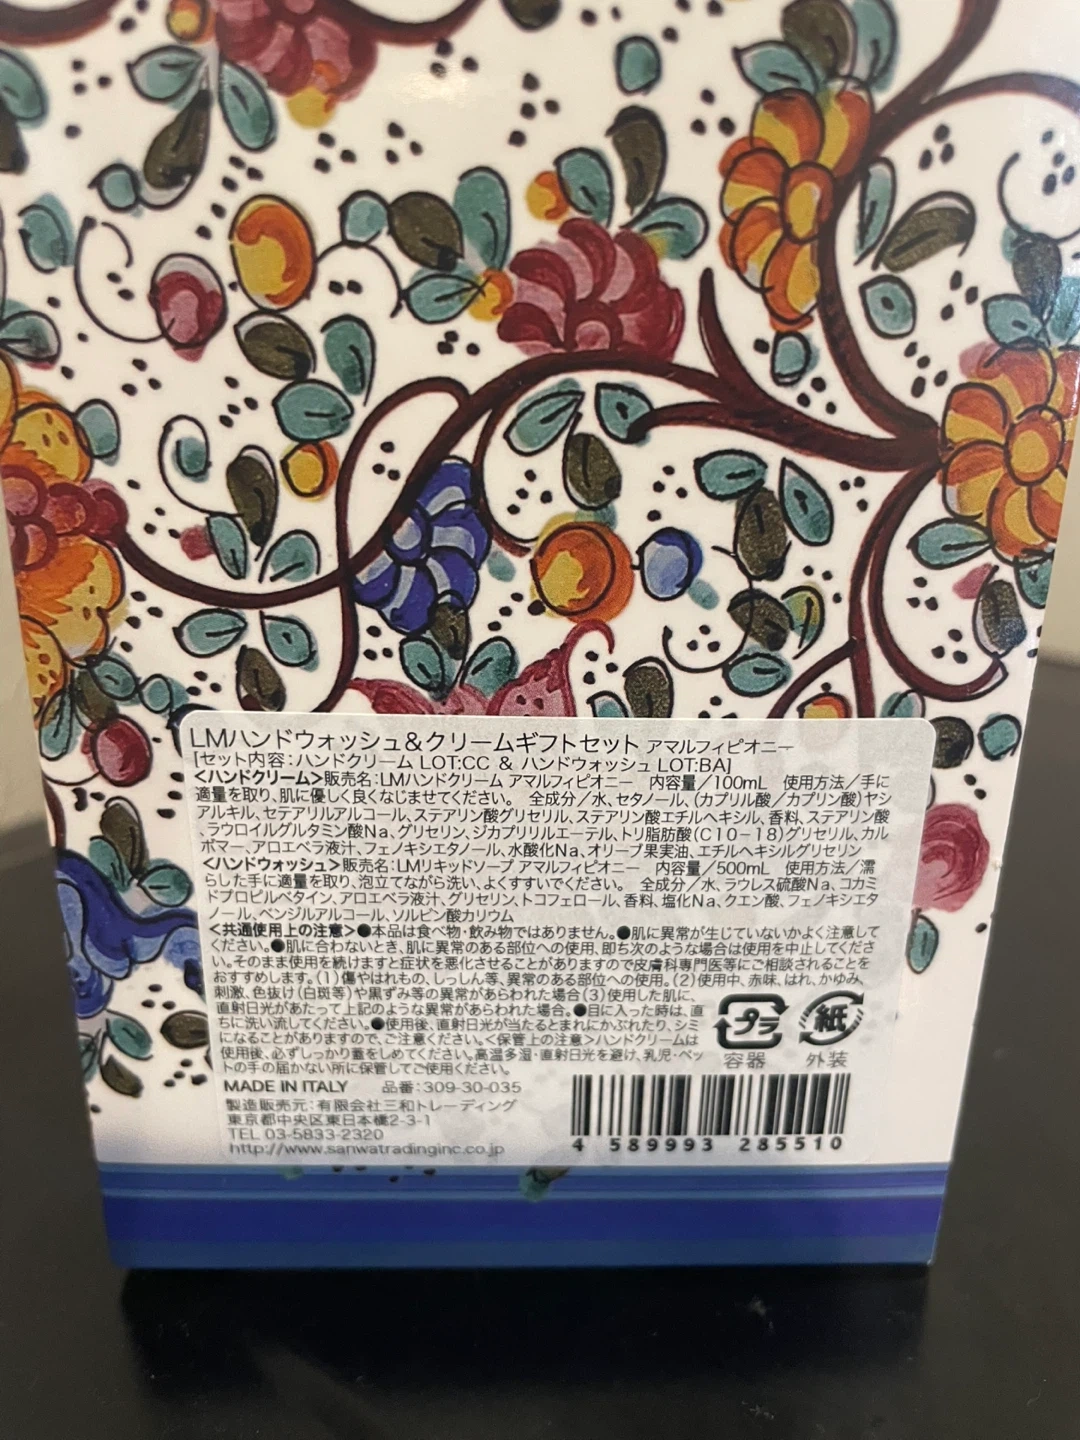 LMハンドウォッシュ&クリームギフトセット アマルフィピオニー
[セット内容:ハンドクリーム LOT:CC & ハンドウォッシュ LOT:BA]
<ハンドクリーム>販売名:LMハンドクリーム アマルフィピオニー 内容量/100mL 使用方法/手に
適量を取り、肌に優しく良くなじませてください。 全成分/水、セタノール、(カプリル酸/カプリン酸)ヤシ
アルキル、セテアリルアルコール、ステアリン酸グリセリル、ステアリン酸エチルヘキシル、香料、ステアリン酸
、ラウロイルグルタミン酸Na、グリセリン、ジカプリリルエーテル、トリ脂肪酸(C10-18)グリセリル、カル
ボマー、アロエベラ液汁、フェノキシエタノール、水酸化Na、オリーブ果実油、エチルヘキシルグリセリン
<ハンドウォッシュ>販売名:LMリキッドソープ アマルフィピオニー 内容量/500mL 使用方法/濡
らした手に適量を取り、泡立てながら洗い、よくすすいでください。 全成分/水、ラウレス硫酸Na、コカミ
ドプロピルベタイン、アロエベラ液汁、グリセリン、トコフェロール、香料、塩化Na、クエン酸、フェノキシエタ
ノール、ベンジルアルコール、ソルビン酸カリウム
<共通使用上の注意>●本品は食べ物・飲み物ではありません。●肌に異常が生じていないかよく注意して
ください。●肌に合わないとき、肌に異常のある部位への使用、即ち次のような場合は使用を中止してくださ
い。そのまま使用を続けますと症状を悪化させることがありますので皮膚科専門医等にご相談されることを
おすすめします。(1)傷やはれもの、しっしん等、異常のある部位への使用。(2)使用中、赤味、はれ、かゆみ、
刺激、色抜け(白斑等)や黒ずみ等の異常があらわれた場合(3)使用した肌に、
直射日光があたって上記のような異常があらわれた場合。●目に入った時は、直
ちに洗い流してください。●使用後、直射日光が当たるとまれにかぶれたり、シミ
になることがありますので、ご注意ください。<保管上の注意>ハンドクリームは
使用後、必ずしっかり蓋をしめてください。高温多湿・直射日光を避け、乳児・ペッ
トの手の届かない所に保管してご使用ください。
プラ 紙
容器 外装
MADE IN ITALY 品番:309-30-035
製造販売元:有限会社三和トレーディング
東京都中央区東日本橋2-3-1
TEL 03-5833-2320
http://www.sanwatradinginc.co.jp
4 589993 285510